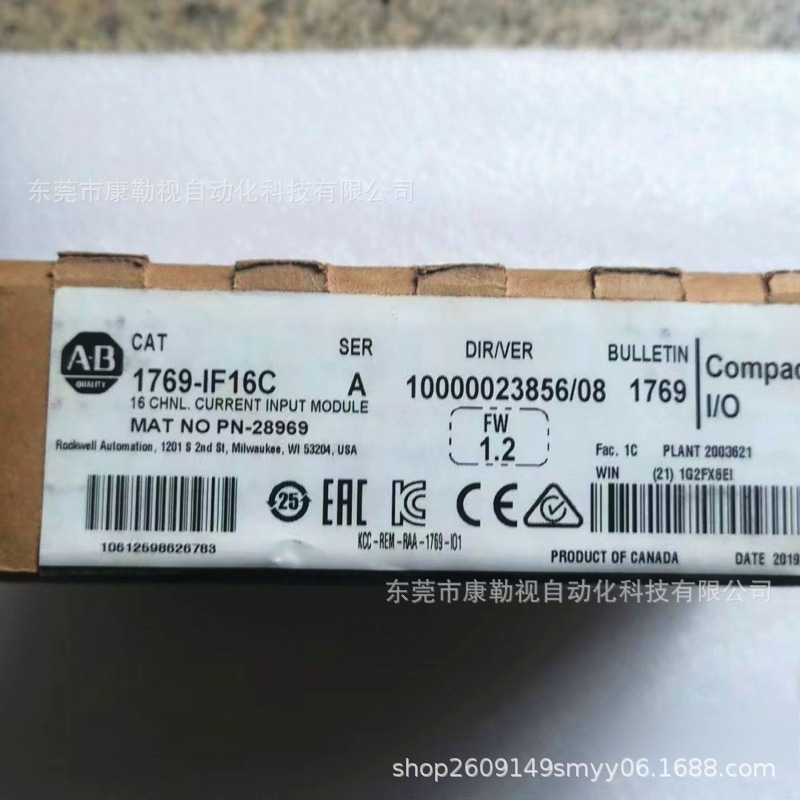 东莞市康勒视自动化科技有限公司
A-B
QUALITY
CAT
1769-IF16C
SER
A
DIR/VER
10000023856/08
BULLETIN
1769
Compac
I/O
16 CHNL. CURRENT INPUT MODULE
MAT NO PN-28969
Rockwell Automation, 1201 S 2nd St, Milwaukee, WI 53204, USA
FW
1.2
Fac. 1C PLANT 2003621
WIN (21) 1G2FX6EI
10612598626783
25
EAC
CE
KCC-REM-RAA-1769-IO1
PRODUCT OF CANADA
DATE 2019
东莞市康勒视自动化科技有限公司
shop2609149smyy06.1688.com